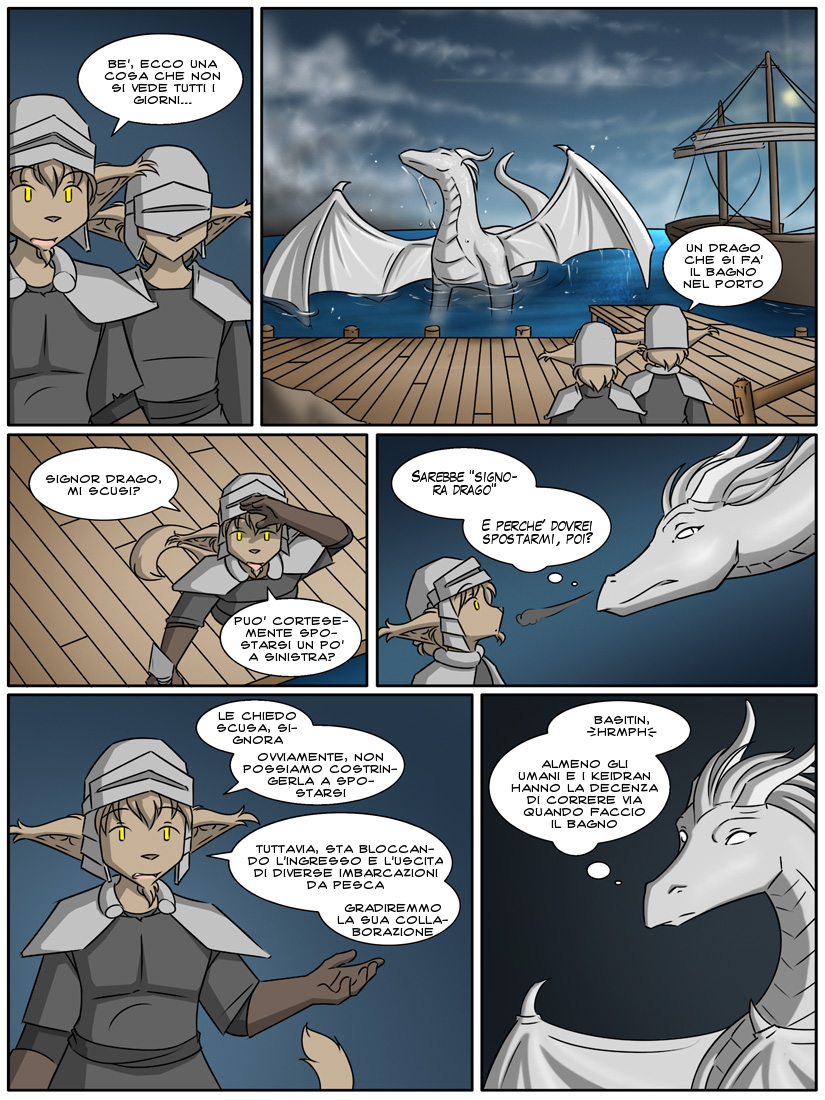 BE', ECCO UNA
COSA CHE NON
SI VEDE TUTTI I
GIORNI...
UN DRAGO
CHE SI FA'
IL BAGNO
NEL PORTO
SIGNOR DRAGO,
MI SCUSI?
PUO' CORTESE-
MENTE SPO-
STARSI UN PO'
A SINISTRA?
SAREBBE "SIGNO-
RA DRAGO"
E PERCHE' DOVREI
SPOSTARMI, POI?
LE CHIEDO
SCUSA, SI-
GNORA
OVVIAMENTE, NON
POSSIAMO COSTRIN-
GERLA A SPO-
STARSI
TUTTAVIA, STA BLOCCAN-
DO L'INGRESSO E L'USCITA
DI DIVERSE IMBARCAZIONI
DA PESCA
GRADIREMMO
LA SUA COLLA-
BORAZIONE
BASITIN,
HRMPH
ALMENO GLI
UMANI E I KEIDRAN
HANNO LA DECENZA
DI CORRERE VIA
QUANDO FACCIO
IL BAGNO